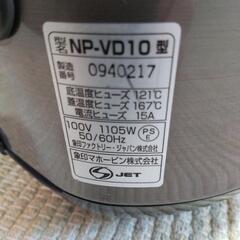 型名 NP-VD10 型
製造番号 0940217
底温度ヒューズ 121℃
蓋温度ヒューズ 167℃
電流ヒューズ 15A
100V 1105W
50/60Hz
PSE
象印ファクトリー・ジャパン株式会社
象印マホービン株式会社
S JET